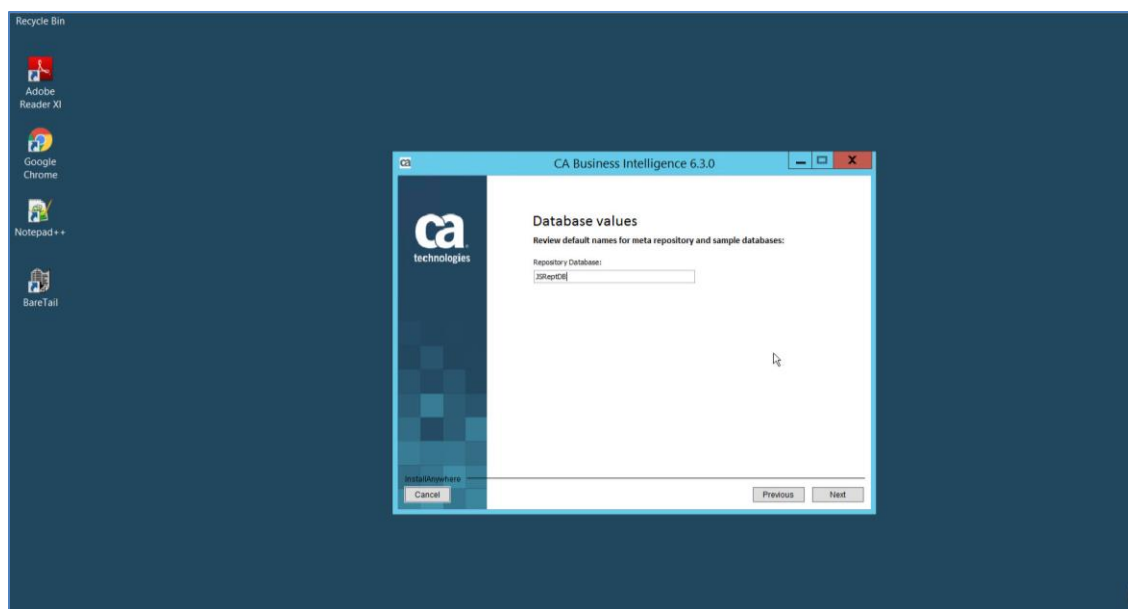 Recycle Bin
Adobe
Reader XI
Google
Chrome
Notepad++
BareTail
ca
CA Business Intelligence 6.3.0
X
ca
technologies
Database values
Review default names for meta repository and sample databases:
Repository Database:
JSReptDB
InstallAnywhere
Cancel
Previous
Next